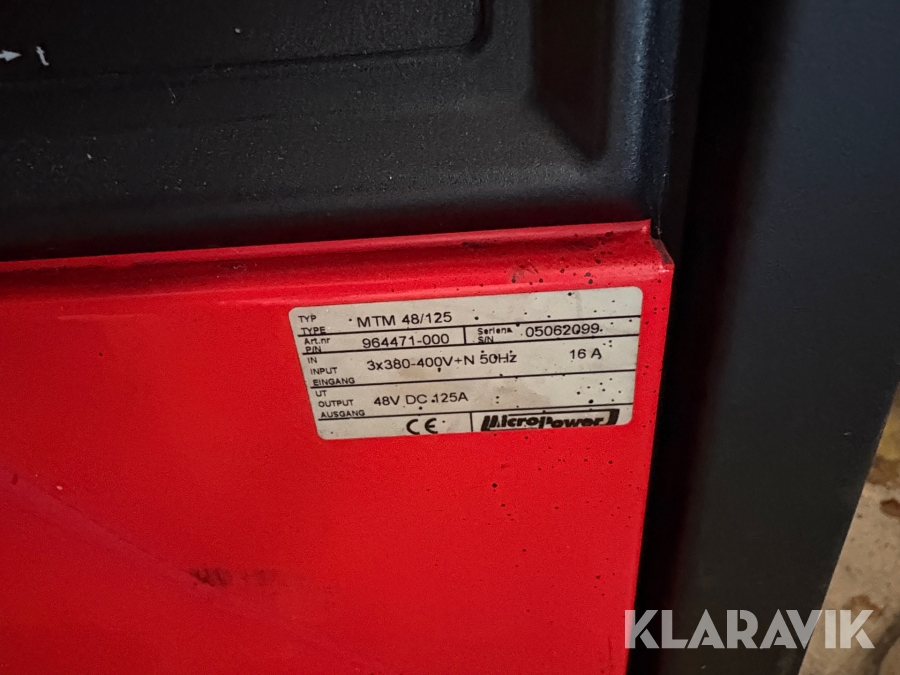 t
TYP
TYPE
MTM 48/125
Art.nr
P/N
964471-000
Serienr.
S/N
05062099
IN
INPUT
EINGANG
3x380-400V+N 50Hz 16 A
UT
OUTPUT
AUSGANG
48V DC 125A
CE
MicroPower
KLARAVIK